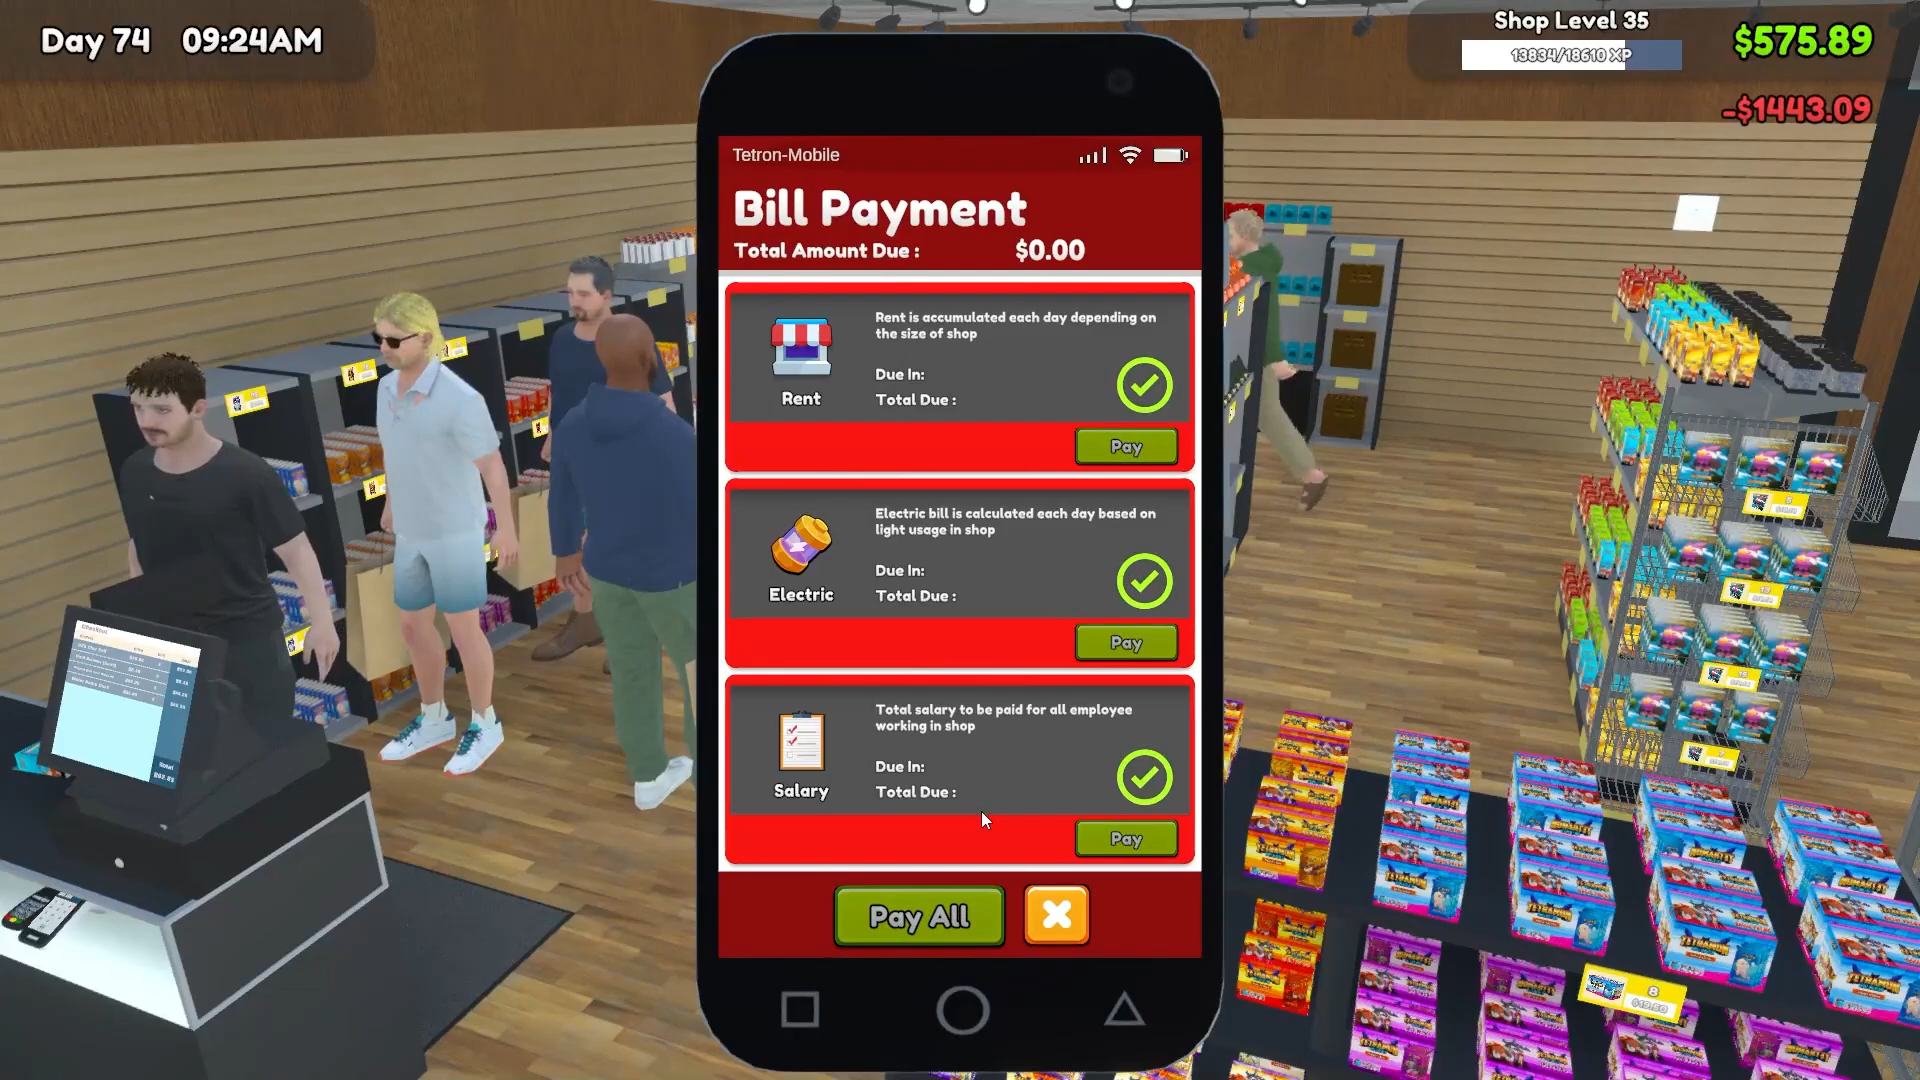 Day 74 09:24AM
Shop Level 35
13834/18610 XP
$575.89
-$1443.09
Tetron-Mobile
Bill Payment
Total Amount Due : $0.00
Rent is accumulated each day depending on
the size of shop
Due In:
Total Due :
Rent
Pay
Electric bill is calculated each day based on
light usage in shop
Due In:
Total Due :
Electric
Pay
Total salary to be paid for all employee
working in shop
Due In:
Total Due :
Salary
Pay
Pay All
TETRAMON
8